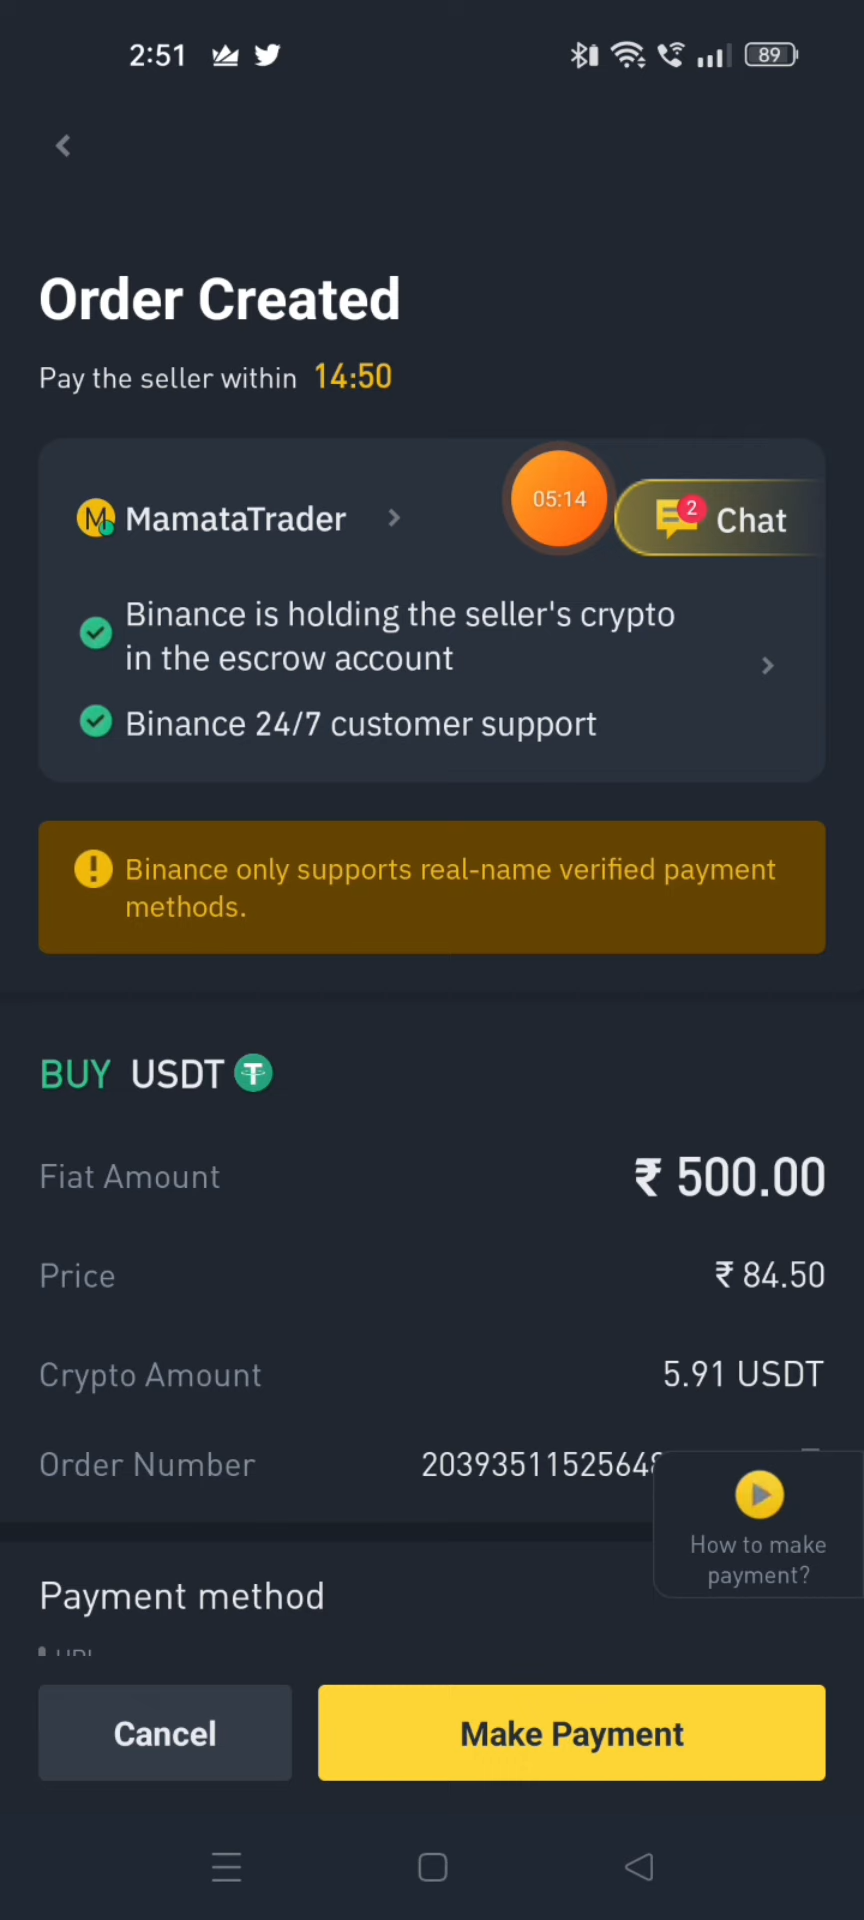 2:51
89
Order Created
Pay the seller within 14:50
M MamataTrader
05:14
2 Chat
Binance is holding the seller's crypto
in the escrow account
Binance 24/7 customer support
Binance only supports real-name verified payment
methods.
BUY USDT
Fiat Amount ₹ 500.00
Price ₹ 84.50
Crypto Amount 5.91 USDT
Order Number 2039351152564
How to make
payment?
Payment method
Cancel
Make Payment